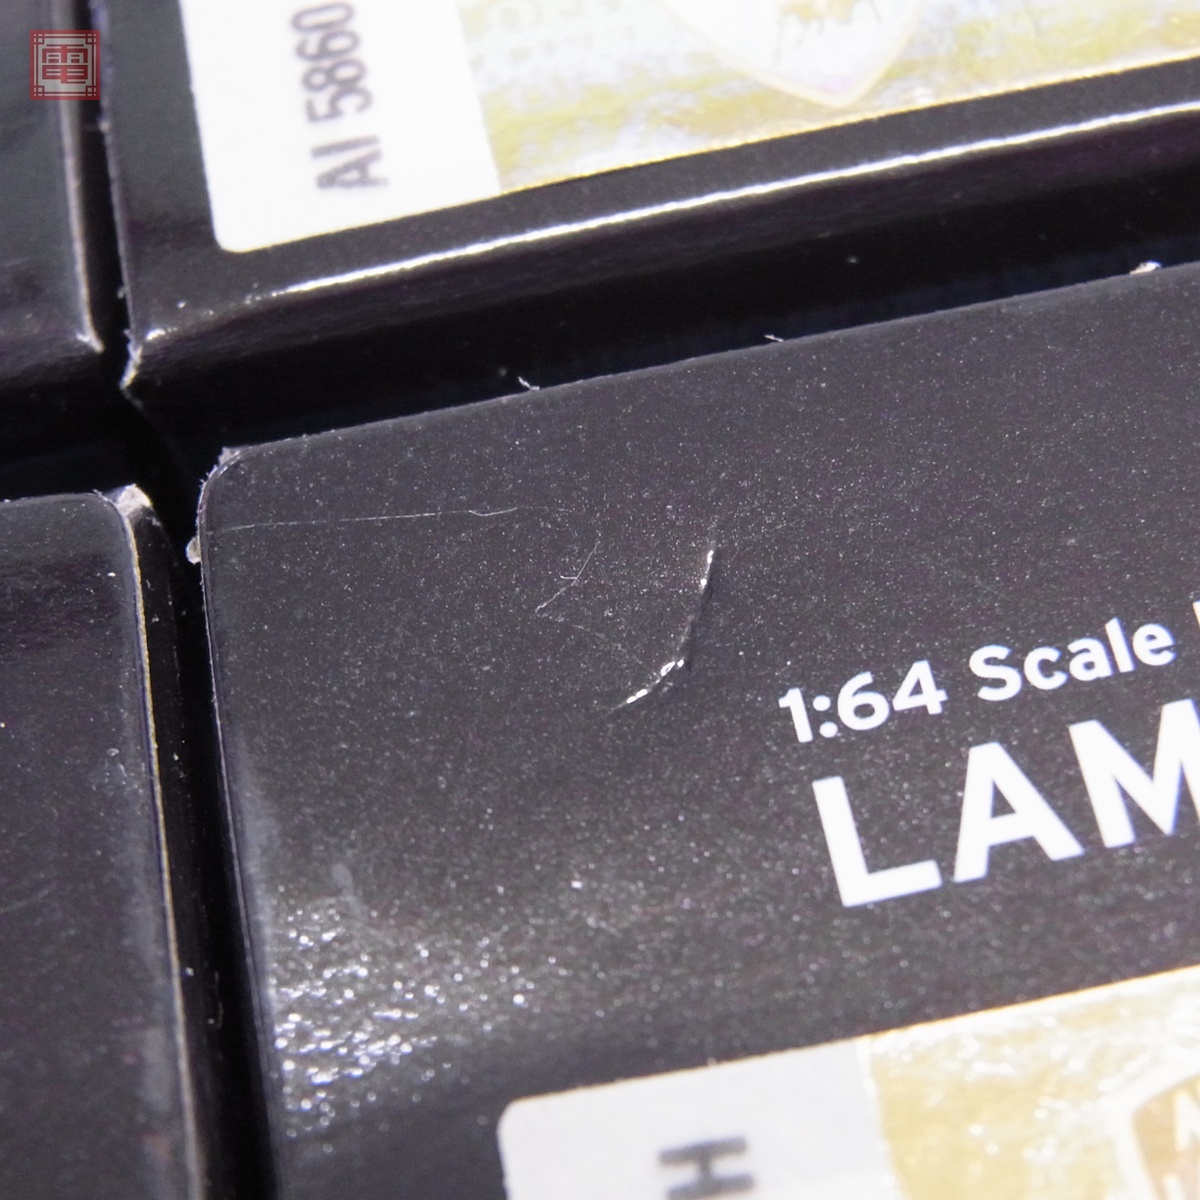 電
AI 5860
1:64 Scale
LAM
H